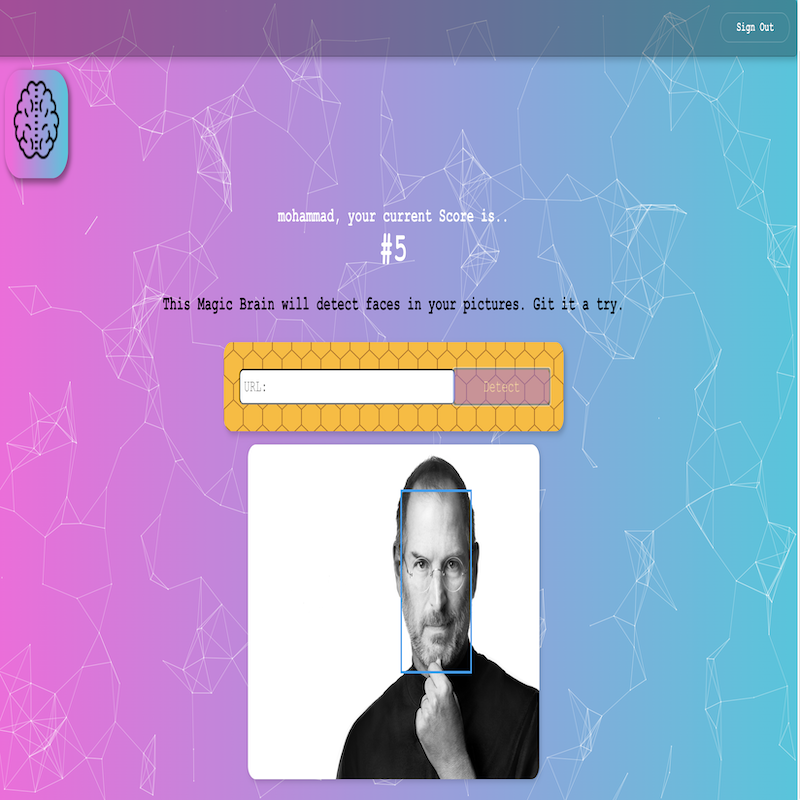 Sign Out
mohammad, your current Score is..
#5
This Magic Brain will detect faces in your pictures. Git it a try.
URL: Detect